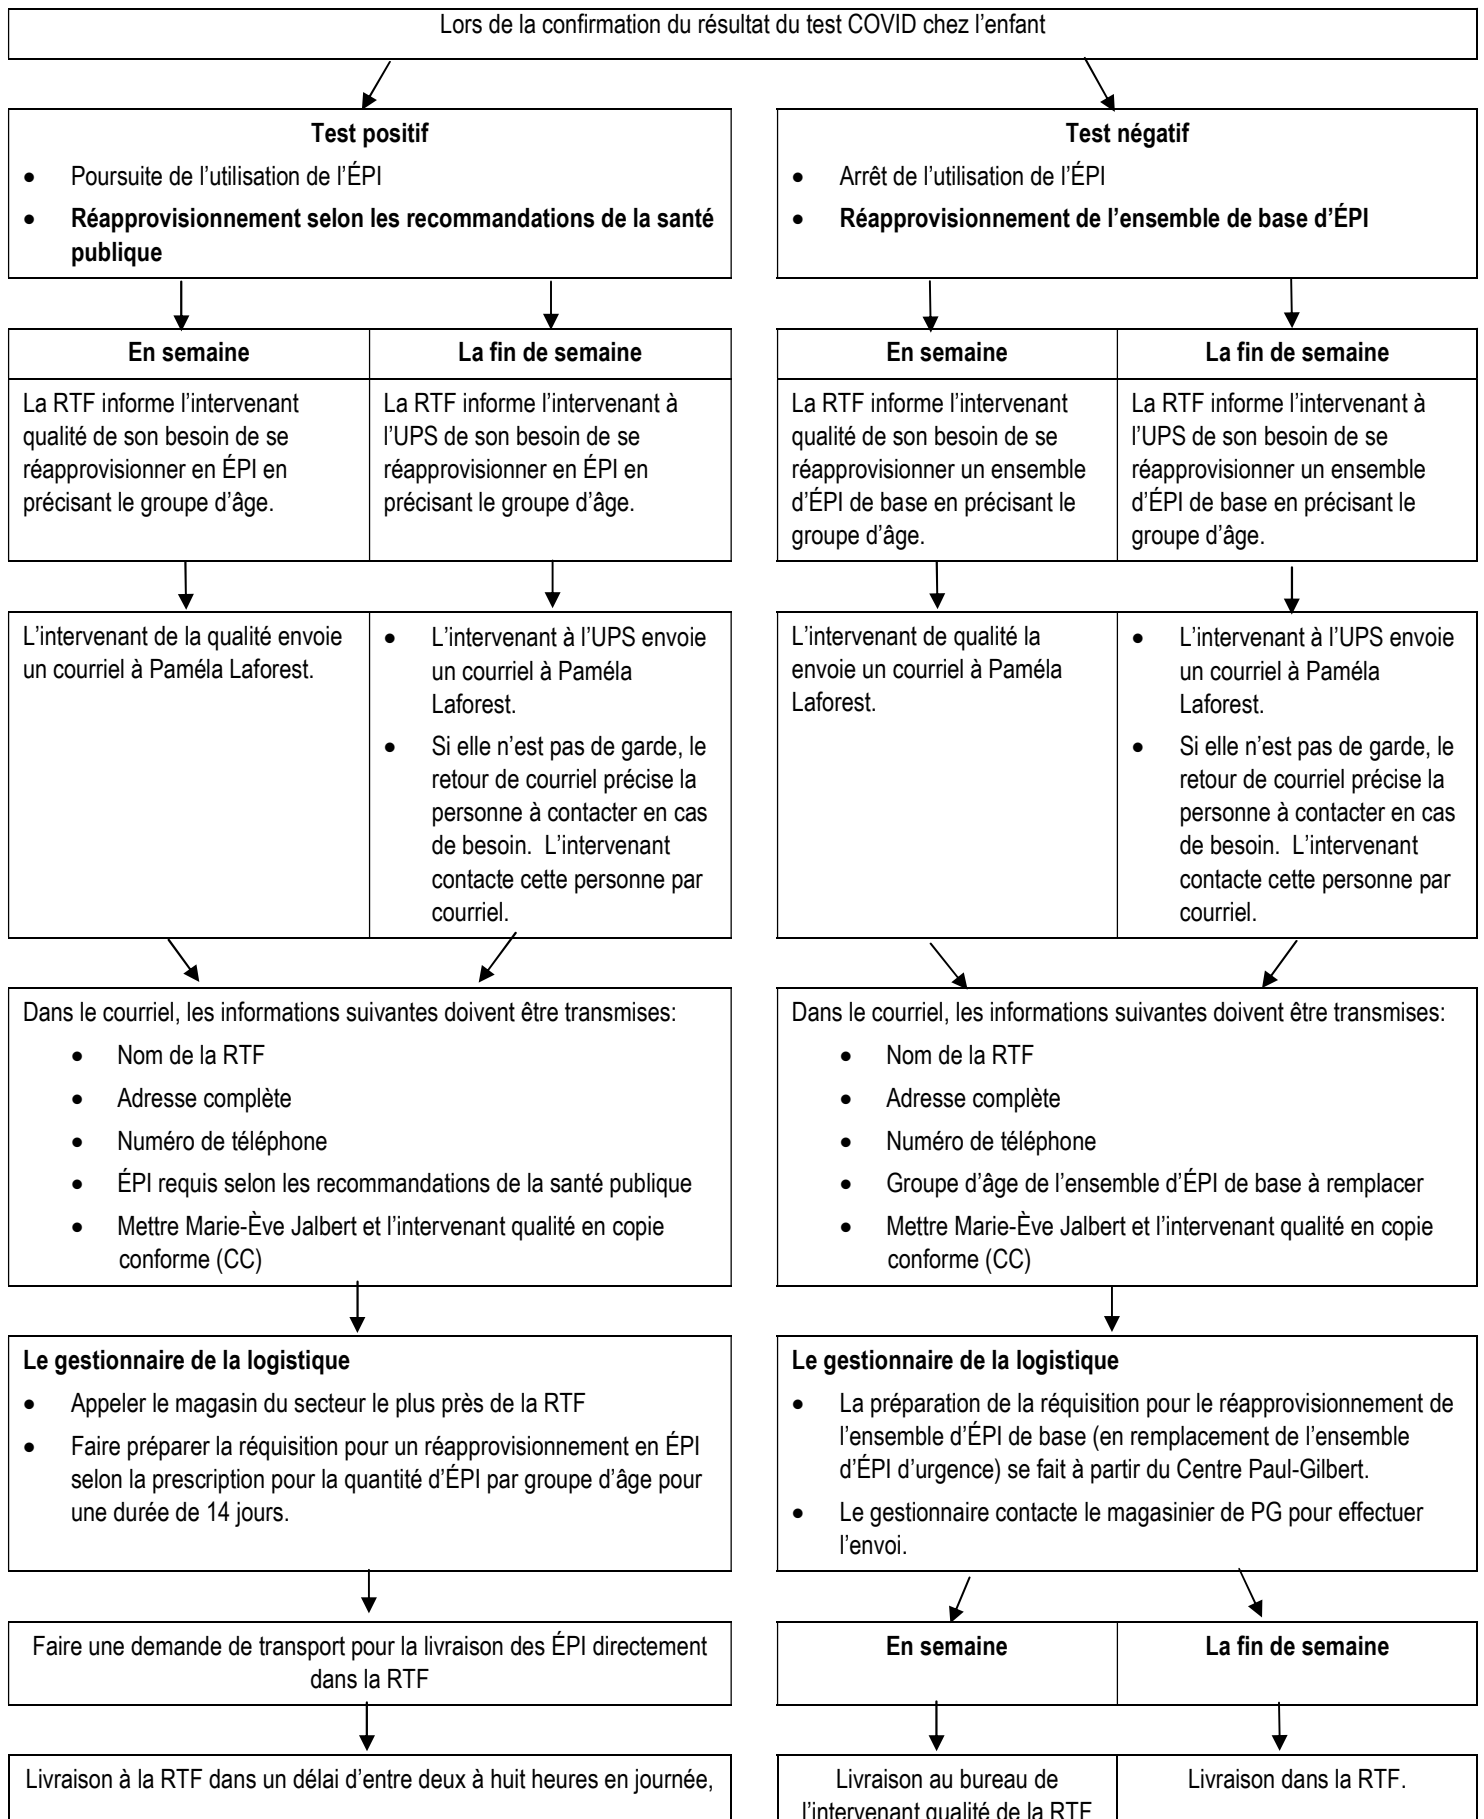 Lors de la confirmation du résultat du test COVID chez l'enfant
Test positif
• Poursuite de l'utilisation de l'ÉPI
• Réapprovisionnement selon les recommandations de la santé
publique
Test négatif
• Arrêt de l'utilisation de l'ÉPI
• Réapprovisionnement de l'ensemble de base d'ÉPI
En semaine
La RTF informe l'intervenant
qualité de son besoin de se
réapprovisionner en ÉPI en
précisant le groupe d'âge.
La fin de semaine
La RTF informe l'intervenant à
l'UPS de son besoin de se
réapprovisionner en ÉPI en
précisant le groupe d'âge.
En semaine
La RTF informe l'intervenant
qualité de son besoin de se
réapprovisionner un ensemble
d'ÉPI de base en précisant le
groupe d'âge.
La fin de semaine
La RTF informe l'intervenant à
l'UPS de son besoin de se
réapprovisionner un ensemble
d'ÉPI de base en précisant le
groupe d'âge.
L'intervenant de la qualité envoie
un courriel à Paméla Laforest.
• L'intervenant à l'UPS envoie
un courriel à Paméla
Laforest.
• Si elle n'est pas de garde, le
retour de courriel précise la
personne à contacter en cas
de besoin. L'intervenant
contacte cette personne par
courriel.
L'intervenant de qualité la
envoie un courriel à Paméla
Laforest.
• L'intervenant à l'UPS envoie
un courriel à Paméla
Laforest.
• Si elle n'est pas de garde, le
retour de courriel précise la
personne à contacter en cas
de besoin. L'intervenant
contacte cette personne par
courriel.
Dans le courriel, les informations suivantes doivent être transmises:
• Nom de la RTF
• Adresse complète
• Numéro de téléphone
• ÉPI requis selon les recommandations de la santé publique
• Mettre Marie-Ève Jalbert et l'intervenant qualité en copie
conforme (CC)
Dans le courriel, les informations suivantes doivent être transmises:
• Nom de la RTF
• Adresse complète
• Numéro de téléphone
• Groupe d'âge de l'ensemble d'ÉPI de base à remplacer
• Mettre Marie-Ève Jalbert et l'intervenant qualité en copie
conforme (CC)
Le gestionnaire de la logistique
• Appeler le magasin du secteur le plus près de la RTF
• Faire préparer la réquisition pour un réapprovisionnement en ÉPI
selon la prescription pour la quantité d'ÉPI par groupe d'âge pour
une durée de 14 jours.
Le gestionnaire de la logistique
• La préparation de la réquisition pour le réapprovisionnement de
l'ensemble d'ÉPI de base (en remplacement de l'ensemble
d'ÉPI d'urgence) se fait à partir du Centre Paul-Gilbert.
• Le gestionnaire contacte le magasinier de PG pour effectuer
l'envoi.
Faire une demande de transport pour la livraison des ÉPI directement
dans la RTF
En semaine
La fin de semaine
Livraison à la RTF dans un délai d'entre deux à huit heures en journée,
Livraison au bureau de
l'intervenant qualité de la RTF
Livraison dans la RTF.